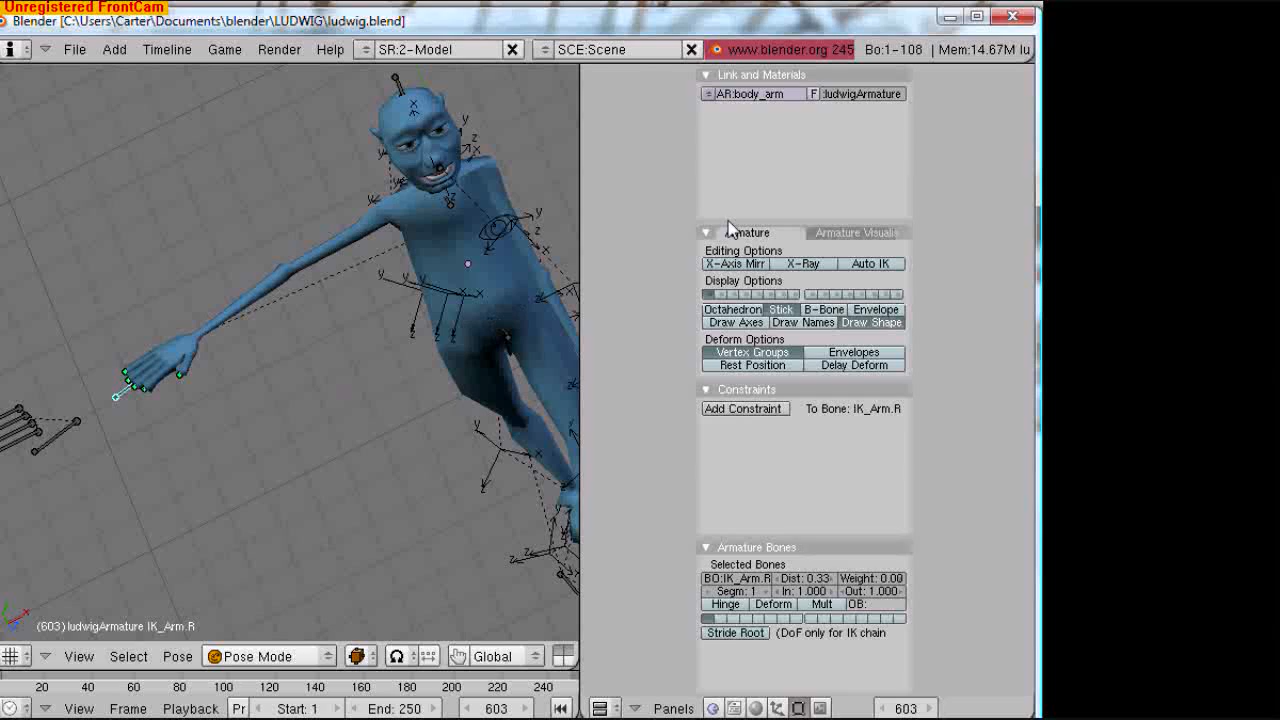 Unregistered FrontCam
Blender [C:\Users\Carter\Documents\blender\LUDWIG\ludwig.blend]
File Add Timeline Game Render Help SR:2-Model SCE:Scene www.blender.org 245 Bo:1-108 | Mem:14.67M lu
Link and Materials
AR:body_arm F :ludwigArmature
Armature Visualis
Editing Options
X-Axis Mirr X-Ray Auto IK
Display Options
Octahedron Stick B-Bone Envelope
Draw Axes Draw Names Draw Shape
Deform Options
Vertex Groups Envelopes
Rest Position Delay Deform
Constraints
Add Constraint To Bone: IK_Arm.R
Armature Bones
Selected Bones
BO:IK_Arm.R Dist: 0.33 Weight: 0.00
Segm: 1 In: 1.000 Out: 1.000
Hinge Deform Mult OB:
Stride Root (DoF only for IK chain
(603) ludwigArmature IK_Arm.R
View Select Pose Pose Mode Global
20 40 60 80 100 120 140 160 180 200 220 240
View Frame Playback Pr Start: 1 End: 250 603 Panels 603